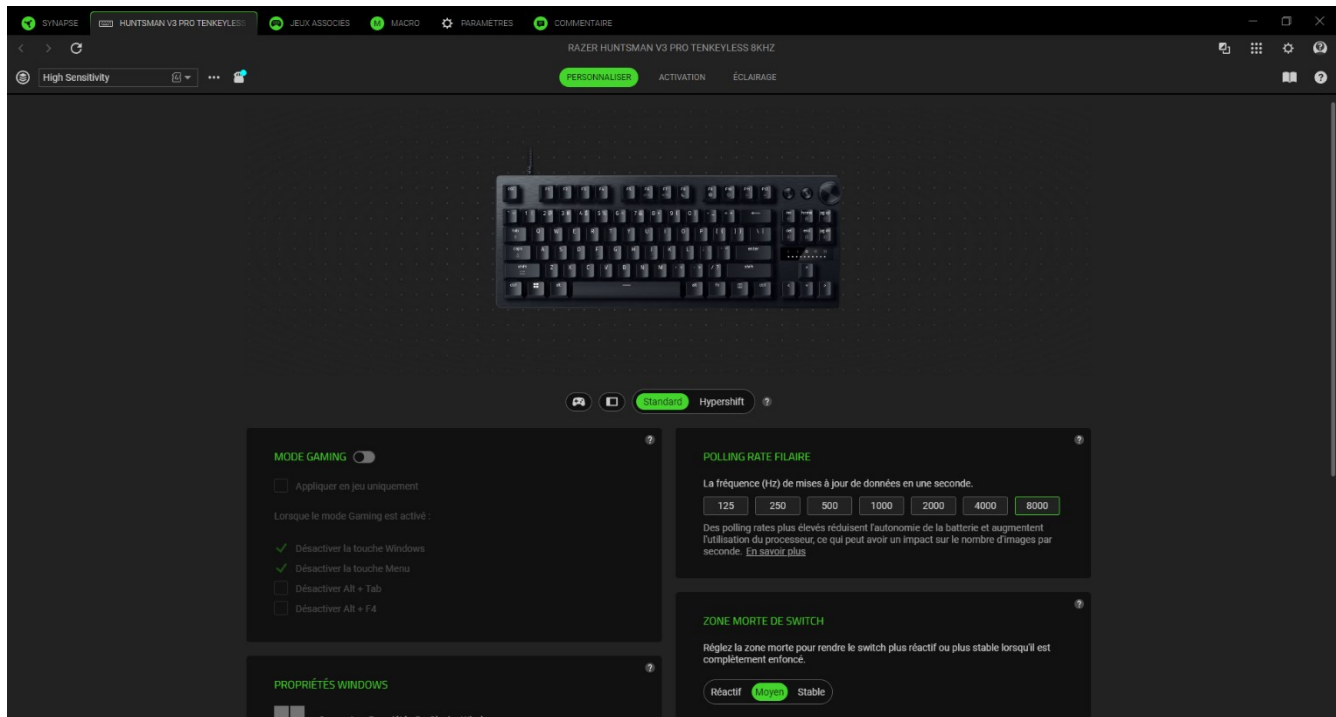 SYNAPSE HUNTSMAN V3 PRO TENKEYLESS JEUX ASSOCIÉS MACRO PARAMÈTRES COMMENTAIRE
RAZER HUNTSMAN V3 PRO TENKEYLESS 8KHZ
High Sensitivity
PERSONNALISER ACTIVATION ÉCLAIRAGE
Standard Hypershift
MODE GAMING
Appliquer en jeu uniquement
Lorsque le mode Gaming est activé :
Désactiver la touche Windows
Désactiver la touche Menu
Désactiver Alt + Tab
Désactiver Alt + F4
PROPRIÉTÉS WINDOWS
POLLING RATE FILAIRE
La fréquence (Hz) de mises à jour de données en une seconde.
125 250 500 1000 2000 4000 8000
Des polling rates plus élevés réduisent l'autonomie de la batterie et augmentent
l'utilisation du processeur, ce qui peut avoir un impact sur le nombre d'images par
seconde. En savoir plus
ZONE MORTE DE SWITCH
Réglez la zone morte pour rendre le switch plus réactif ou plus stable lorsqu'il est
complètement enfoncé.
Réactif Moyen Stable